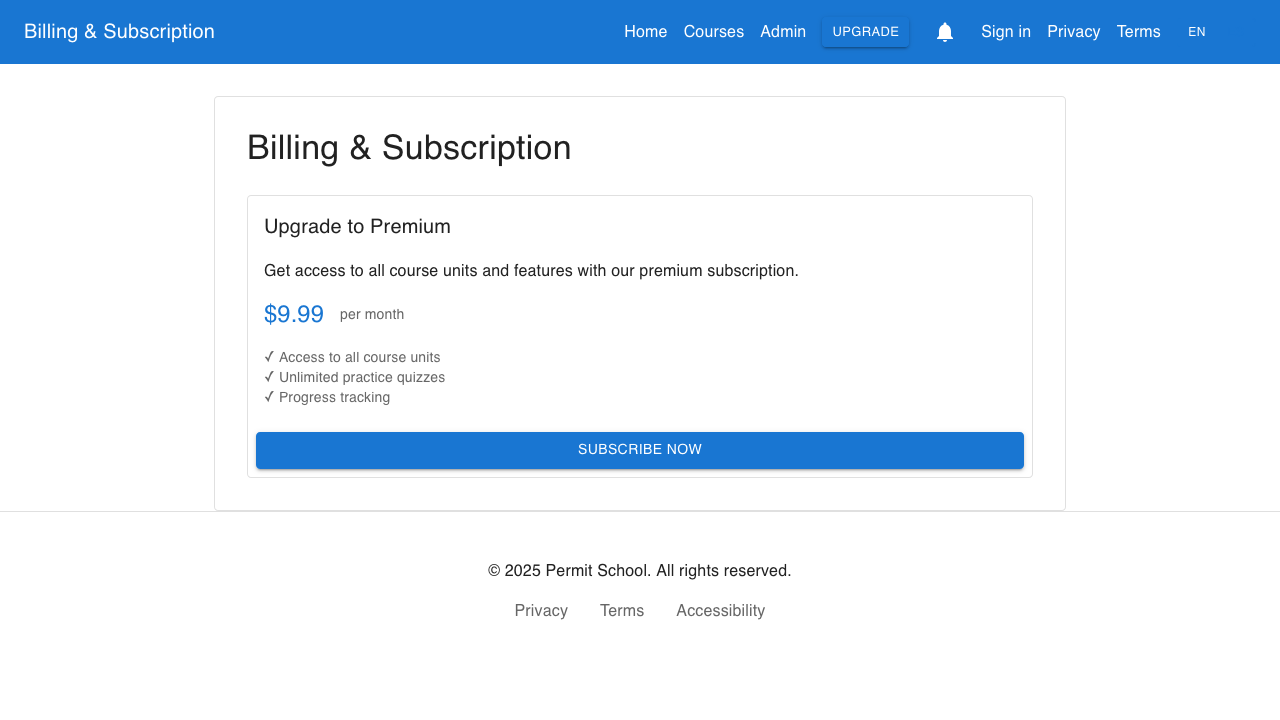 Billing & Subscription
Home Courses Admin UPGRADE Sign in Privacy Terms EN
Billing & Subscription
Upgrade to Premium
Get access to all course units and features with our premium subscription.
$9.99 per month
✓ Access to all course units
✓ Unlimited practice quizzes
✓ Progress tracking
SUBSCRIBE NOW
© 2025 Permit School. All rights reserved.
Privacy Terms Accessibility